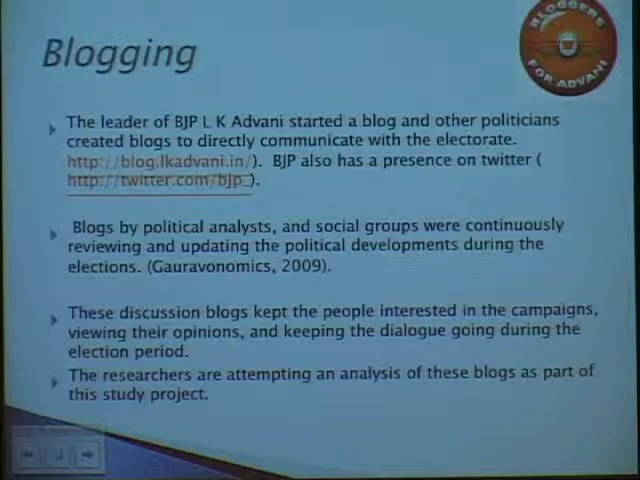 BLOGGERS
FOR ADVANI
Blogging
The leader of BJP L K Advani started a blog and other politicians
created blogs to directly communicate with the electorate.
http://blog.lkadvani.in/). BJP also has a presence on twitter (
http://twitter.com/bjp_).
Blogs by political analysts, and social groups were continuously
reviewing and updating the political developments during the
elections. (Gauravonomics, 2009).
These discussion blogs kept the people interested in the campaigns,
viewing their opinions, and keeping the dialogue going during the
election period.
The researchers are attempting an analysis of these blogs as part of
this study project.